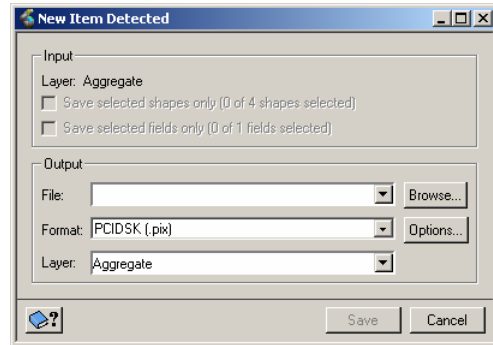 New Item Detected
Input
Layer: Aggregate
Save selected shapes only (0 of 4 shapes selected)
Save selected fields only (0 of 1 fields selected)
Output
File: Browse...
Format: PCIDSK (.pix) Options...
Layer: Aggregate
? Save Cancel